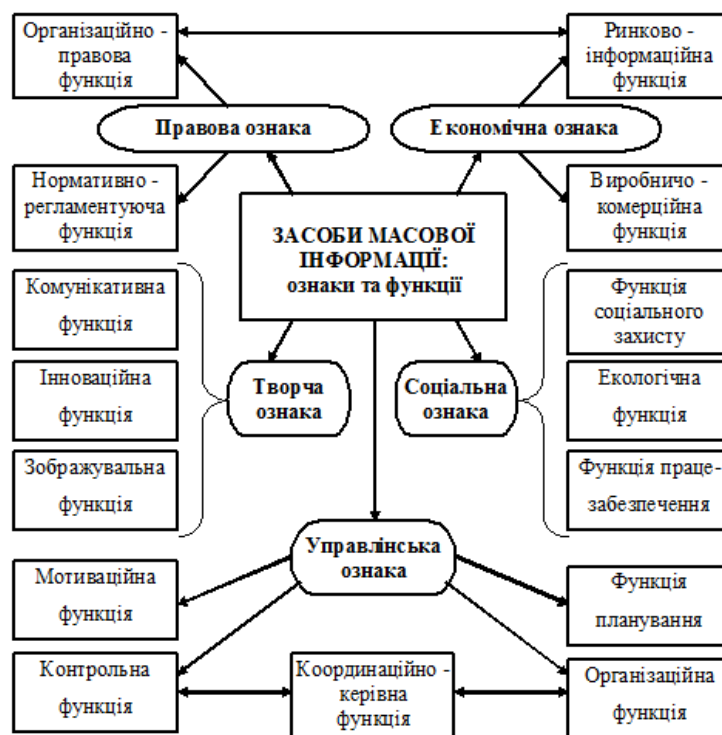 Організаційно -
правова
функція
Ринково -
інформаційна
функція
Правова ознака
Економічна ознака
Нормативно -
регламентуюча
функція
ЗАСОБИ МАСОВОЇ
ІНФОРМАЦІЇ:
ознаки та функції
Виробничо -
комерційна
функція
Комунікативна
функція
Функція
соціального
захисту
Інноваційна
функція
Творча
ознака
Соціальна
ознака
Екологічна
функція
Зображувальна
функція
Функція праце-
забезпечення
Управлінська
ознака
Мотиваційна
функція
Функція
планування
Контрольна
функція
Координаційно -
керівна
функція
Організаційна
функція